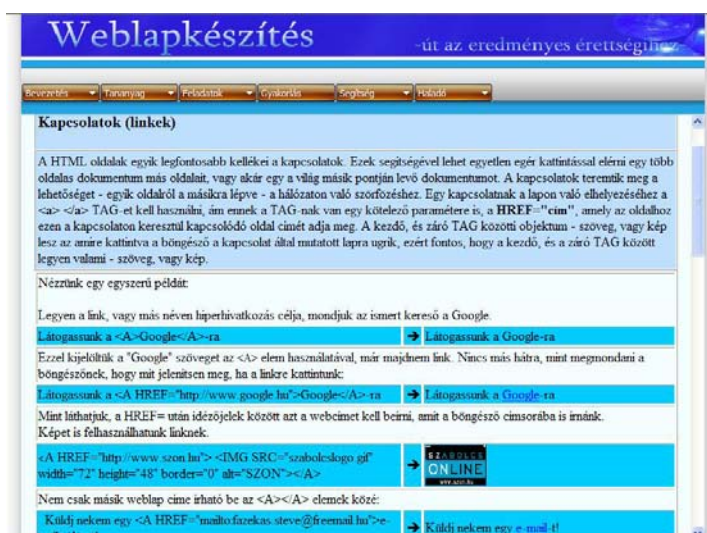 Weblapkészítés
-út az eredményes érettségihez-
Bevezetés Tananyag Feladatok Gyakorlás Segítség Haladó
Kapcsolatok (linkek)
A HTML oldalak egyik legfontosabb kellékei a kapcsolatok. Ezek segítségével lehet egyetlen egér kattintással elérni egy több
oldalas dokumentum más oldalait, vagy akár egy a világ másik pontján levő dokumentumot. A kapcsolatok teremtik meg a
lehetőséget - egyik oldalról a másikra lépve - a hálózaton való szörfözéshez. Egy kapcsolatnak a lapon való elhelyezéséhez a
<a> </a> TAG-et kell használni, ám ennek a TAG-nak van egy kötelező paramétere is, a HREF="cím", amely az oldalhoz
ezen a kapcsolaton keresztül kapcsolódó oldal címét adja meg. A kezdő, és záró TAG közötti objektum - szöveg, vagy kép
lesz az amire kattintva a böngésző a kapcsolat által mutatott lapra ugrik, ezért fontos, hogy a kezdő, és a záró TAG között
legyen valami - szöveg, vagy kép.
Nézzünk egy egyszerű példát:
Legyen a link, vagy más néven hiperhivatkozás célja, mondjuk az ismert kereső a Google.
Látogassunk a <A>Google</A>-ra ➔ Látogassunk a Google-ra
Ezzel kijelöltük a "Google" szöveget az <A> elem használatával, már majdnem link. Nincs más hátra, mint megmondani a
böngészőnek, hogy mit jelenítsen meg, ha a linkre kattintunk:
Látogassunk a <A HREF="http://www.google.hu">Google</A>-ra ➔ Látogassunk a Google-ra
Mint láthatjuk, a HREF= után idézőjelek között azt a webcímet kell beírni, amit a böngésző címsorába is írnánk.
Képet is felhasználhatunk linknek.
<A HREF="http://www.szon.hu"> <IMG SRC="szabolcslogo.gif"
width="72" height="48" border="0" alt="SZON"></A> ➔
SZABOLCS
ONLINE
www.szon.hu
Nem csak másik weblap címe írható be az <A></A> elemek közé:
Küldj nekem egy <A HREF="mailto:fazekas.steve@freemail.hu">e- ➔ Küldj nekem egy e-mail-t!